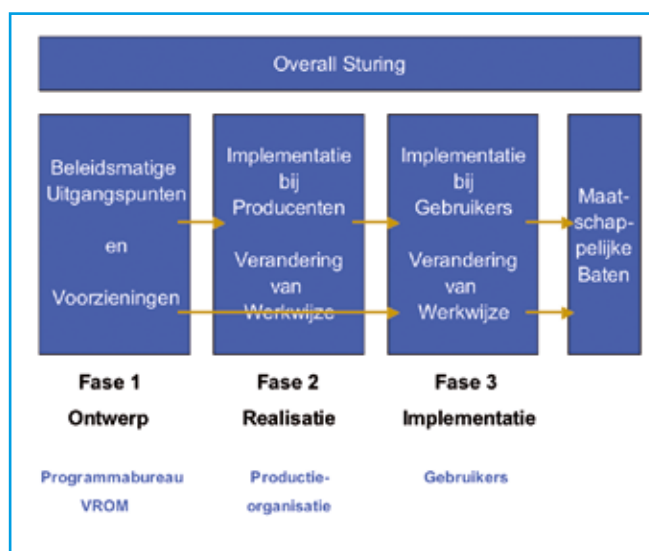 Overall Sturing
Beleidsmatige
Uitgangspunten
en
Voorzieningen
Implementatie
bij
Producenten
Verandering
van
Werkwijze
Implementatie
bij
Gebruikers
Verandering
van
Werkwijze
Maat-
schap-
pelijke
Baten
Fase 1
Ontwerp
Fase 2
Realisatie
Fase 3
Implementatie
Programmabureau
VROM
Productie-
organisatie
Gebruikers